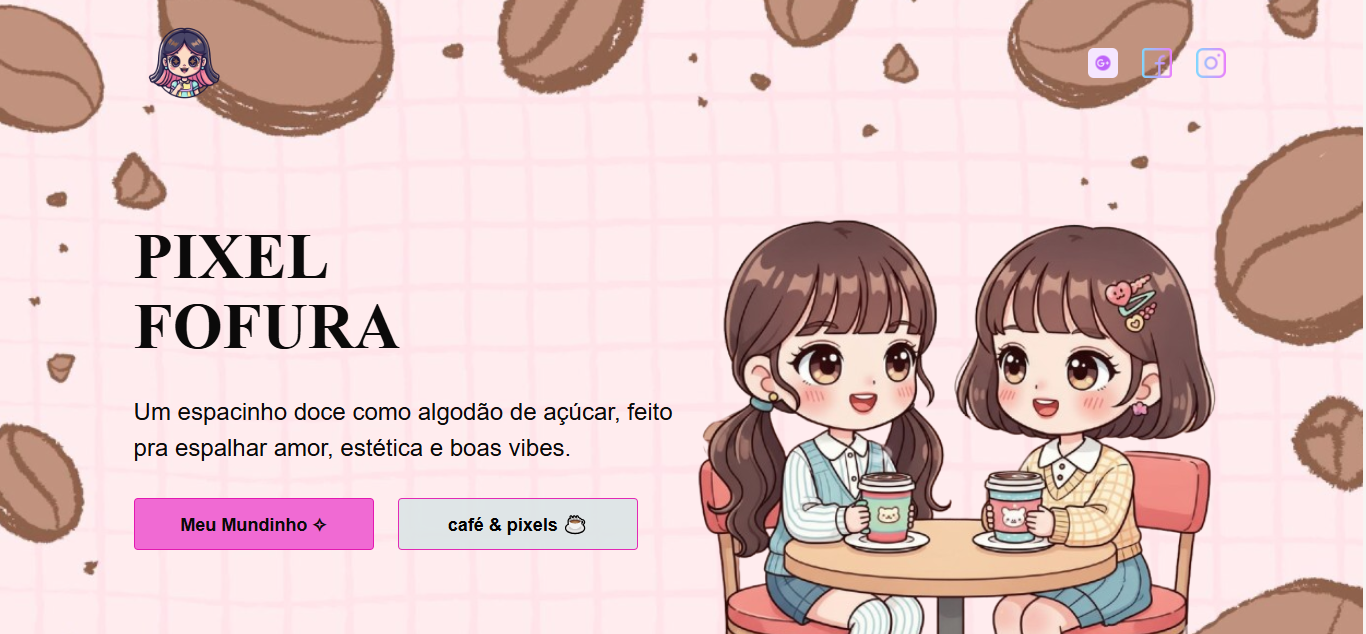 PIXEL
FOFURA
Um espacinho doce como algodão de açúcar, feito
pra espalhar amor, estética e boas vibes.
Meu Mundinho ✧
café & pixels ☕